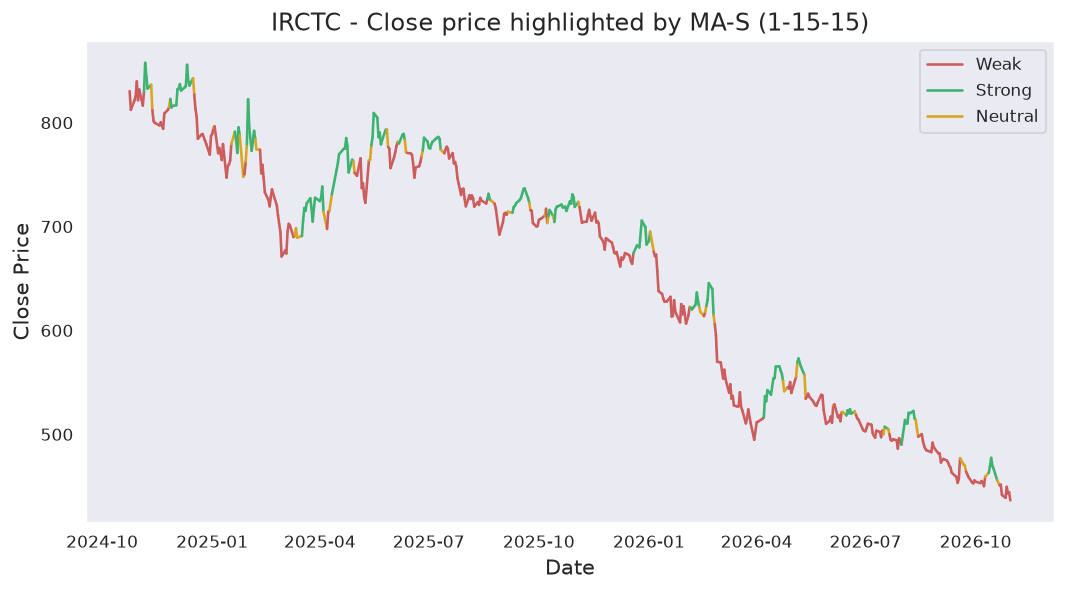 IRCTC - Close price highlighted by MA-S (1-15-15)
Weak
Strong
Neutral
Close Price
800
700
600
500
2024-10 2025-01 2025-04 2025-07 2025-10 2026-01 2026-04 2026-07 2026-10
Date